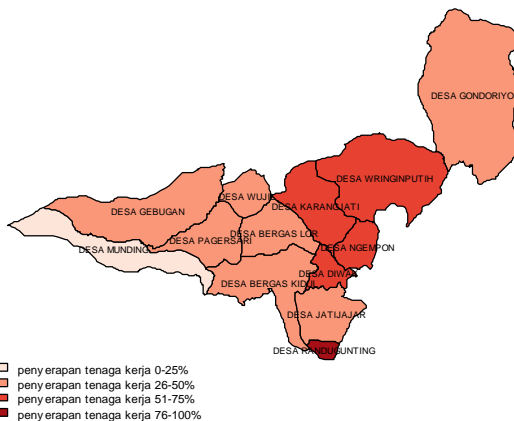 DESA GONDORIYO
DESA WRINGINPUTIH
DESA WUJIL
DESA KARANGJATI
DESA GEBUGAN
DESA BERGAS LOR
DESA PAGERSARI
DESA MUNDING
DESA NGEMPON
DESA DIWAK
DESA BERGAS KIDUL
DESA JATIJAJAR
DESA RANDUGUNTING
penyerapan tenaga kerja 0-25%
penyerapan tenaga kerja 26-50%
penyerapan tenaga kerja 51-75%
penyerapan tenaga kerja 76-100%